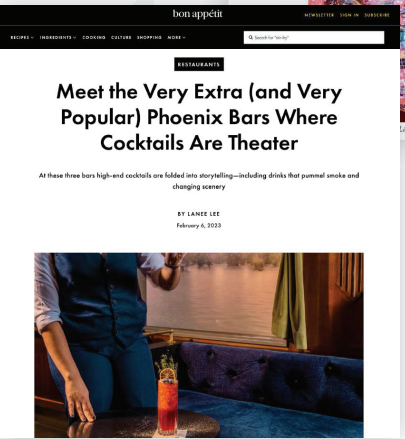 bon appétit
NEWSLETTER SIGN IN SUBSCRIBE
RECIPES INGREDIENTS COOKING CULTURE SHOPPING MORE
Search for
RESTAURANTS
Meet the Very Extra (and Very
Popular) Phoenix Bars Where
Cocktails Are Theater
At these three bars high-end cocktails are folded into storytelling—including drinks that pummel smoke and
changing scenery
BY LANEE LEE
February 6, 2023